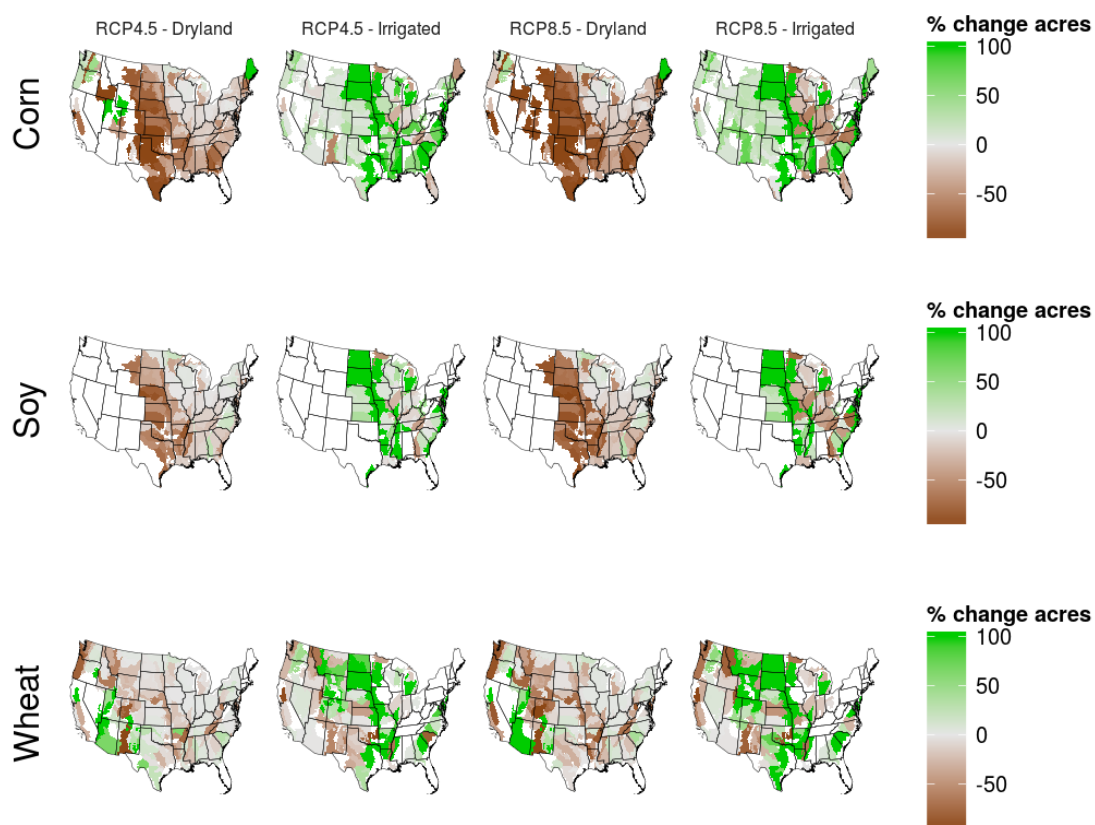 RCP4.5 - Dryland
RCP4.5 - Irrigated
RCP8.5 - Dryland
RCP8.5 - Irrigated
% change acres
100
50
0
-50
Corn
% change acres
100
50
0
-50
Soy
% change acres
100
50
0
-50
Wheat